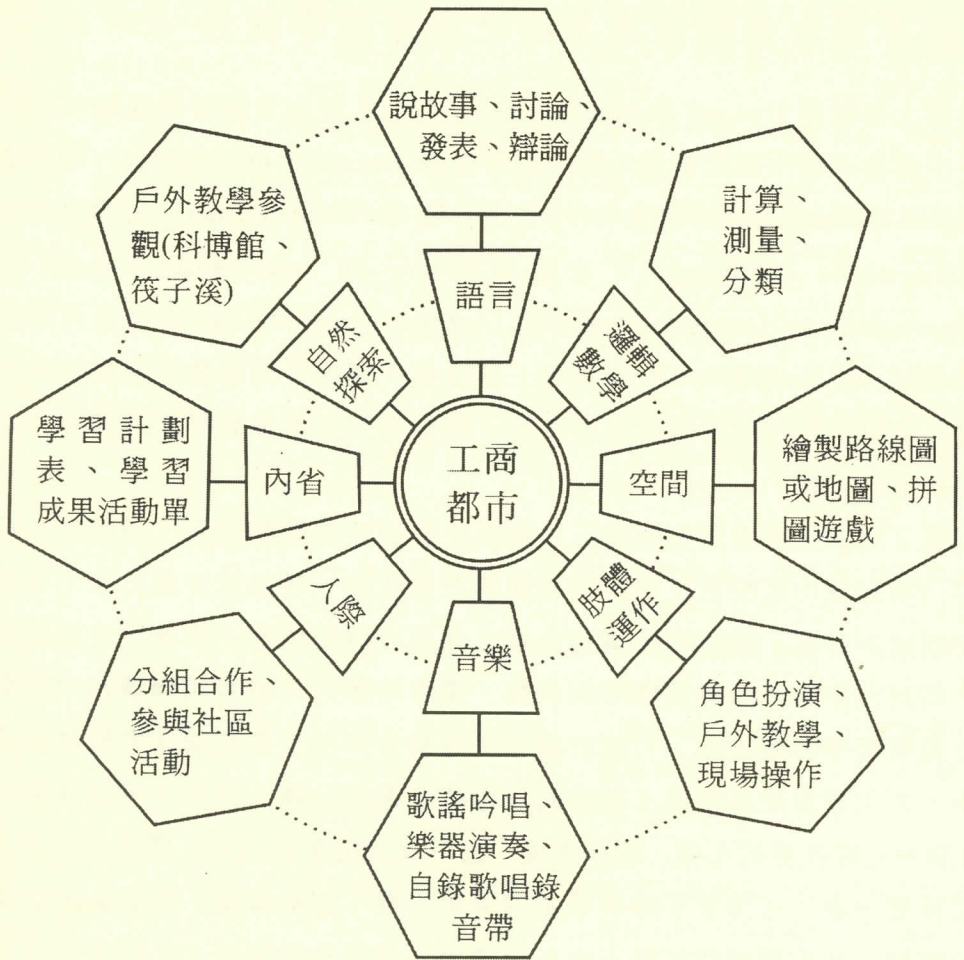 說故事、討論、
發表、辯論
語言
計算、
測量、
分類
邏輯
數學
繪製路線圖
或地圖、拼
圖遊戲
空間
角色扮演、
戶外教學、
現場操作
肢體
運作
歌謠吟唱、
樂器演奏、
自錄歌唱錄
音帶
音樂
分組合作、
參與社區
活動
人際
學習計劃
表、學習
成果活動單
內省
戶外教學參
觀(科博館、
筏子溪)
自然
探索
工商
都市